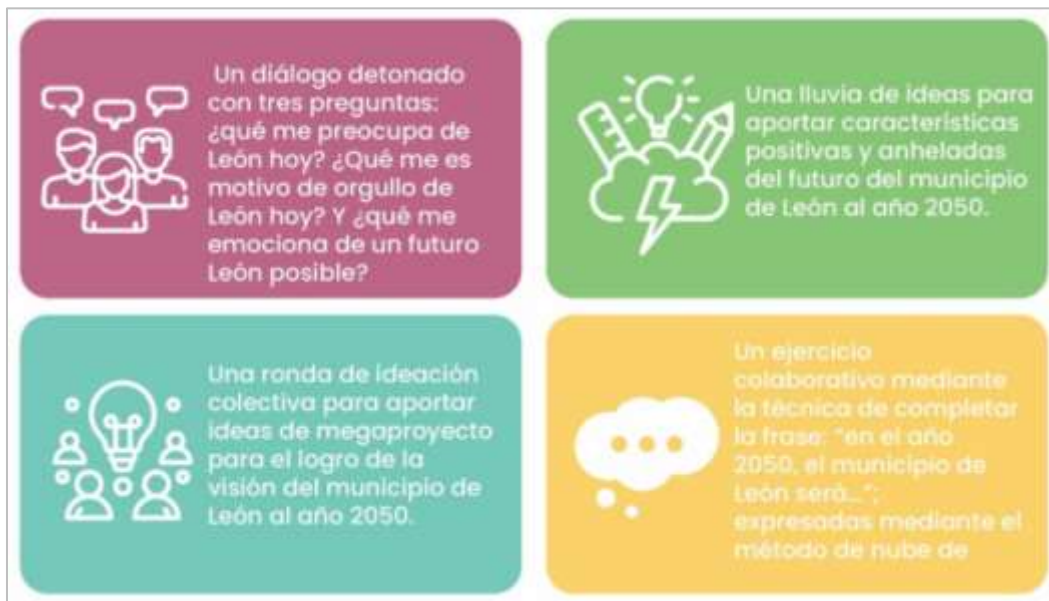 Un diálogo detonado
con tres preguntas:
¿qué me preocupa de
León hoy? ¿Qué me es
motivo de orgullo de
León hoy? Y ¿qué me
emociona de un futuro
León posible?
Una lluvia de ideas para
aportar características
positivas y anheladas
del futuro del municipio
de León al año 2050.
Una ronda de ideación
colectiva para aportar
ideas de megaproyecto
para el logro de la
visión del municipio de
León al año 2050.
Un ejercicio
colaborativo mediante
la técnica de completar
la frase: "en el año
2050, el municipio de
León será…";
expresadas mediante el
método de nube de